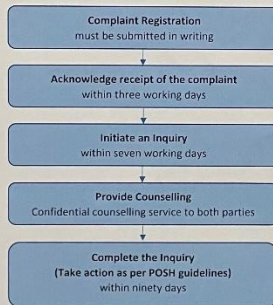 Complaint Registration
must be submitted in writing
Acknowledge receipt of the complaint
within three working days
Initiate an Inquiry
within seven working days
Provide Counselling
Confidential counselling service to both parties
Complete the Inquiry
(Take action as per POSH guidelines)
within ninety days